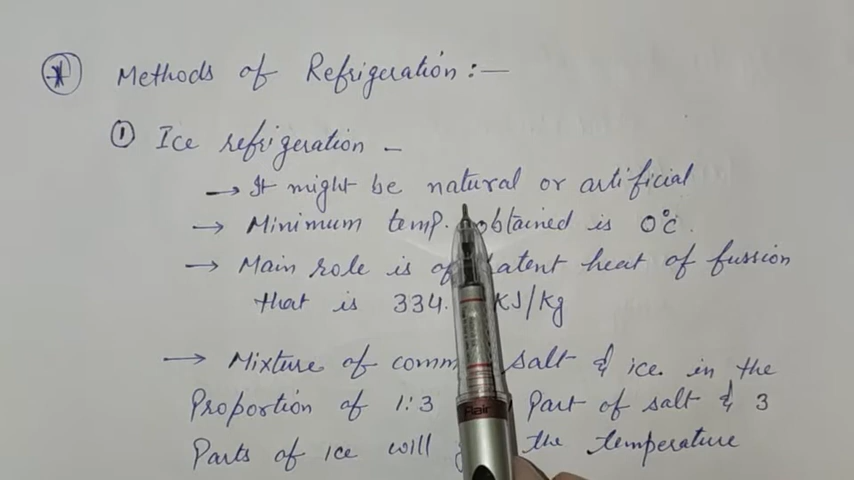 * Methods of Refrigeration :—
① Ice refrigeration –
→ It might be natural or artificial
→ Minimum temp. obtained is 0°c.
→ Main role is of latent heat of fussion
that is 334. KJ/kg
→ Mixture of salt & ice in the
Proportion of 1:3 Part of salt & 3
Parts of ice will the temperature
Flair